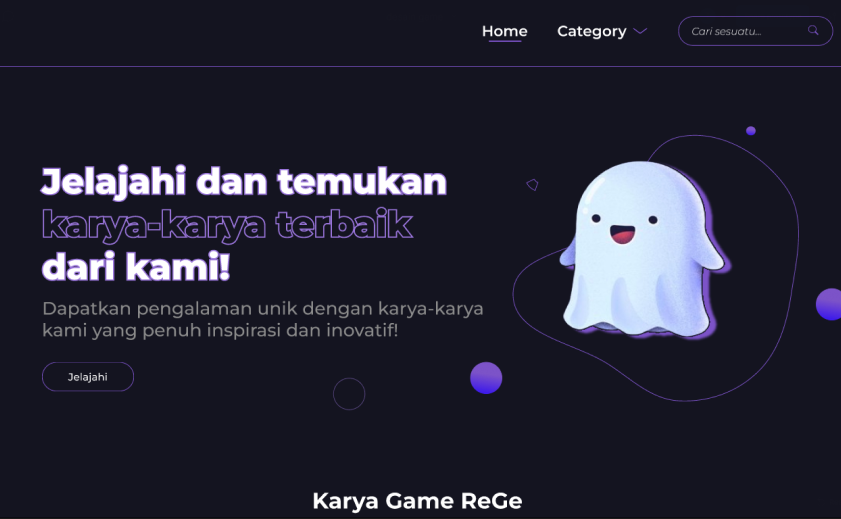 Home
Category
Cari sesuatu...
Jelajahi dan temukan
karya-karya terbaik
dari kami!
Dapatkan pengalaman unik dengan karya-karya
kami yang penuh inspirasi dan inovatif!
Jelajahi
Karya Game ReGe